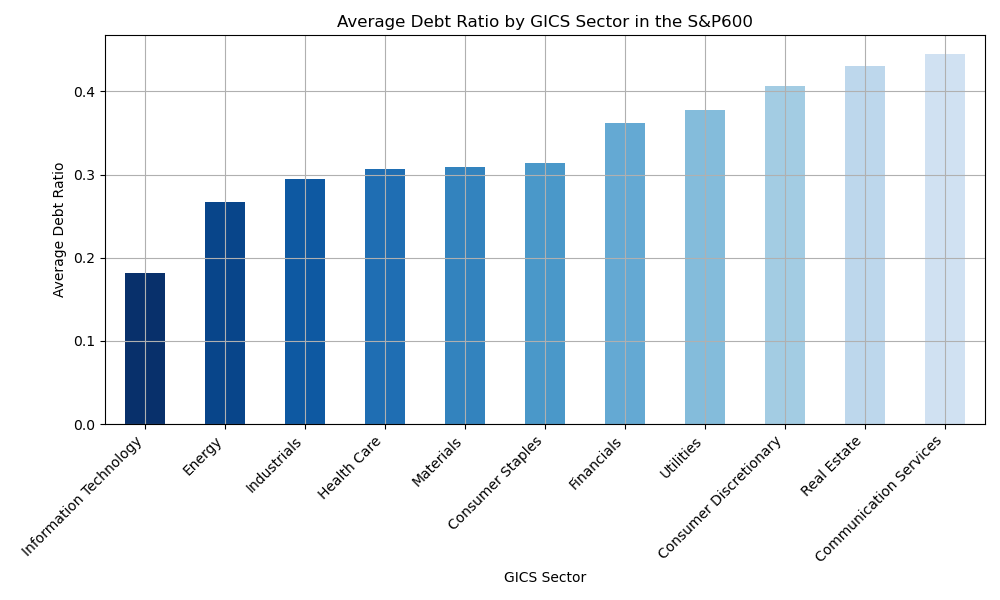 Average Debt Ratio by GICS Sector in the S&P600
Average Debt Ratio
0.4
0.3
0.2
0.1
0.0
Information Technology
Energy
Industrials
Health Care
Materials
Consumer Staples
Financials
Utilities
Consumer Discretionary
Real Estate
Communication Services
GICS Sector